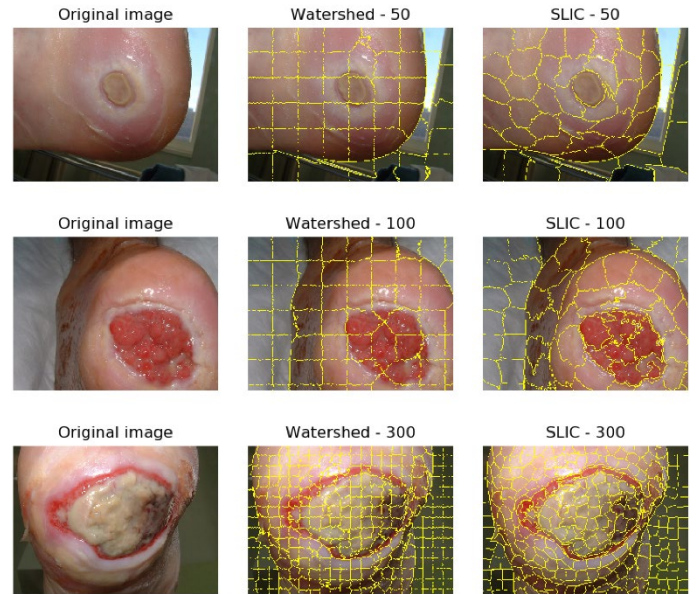 Original image
Watershed - 50
SLIC - 50
Original image
Watershed - 100
SLIC - 100
Original image
Watershed - 300
SLIC - 300